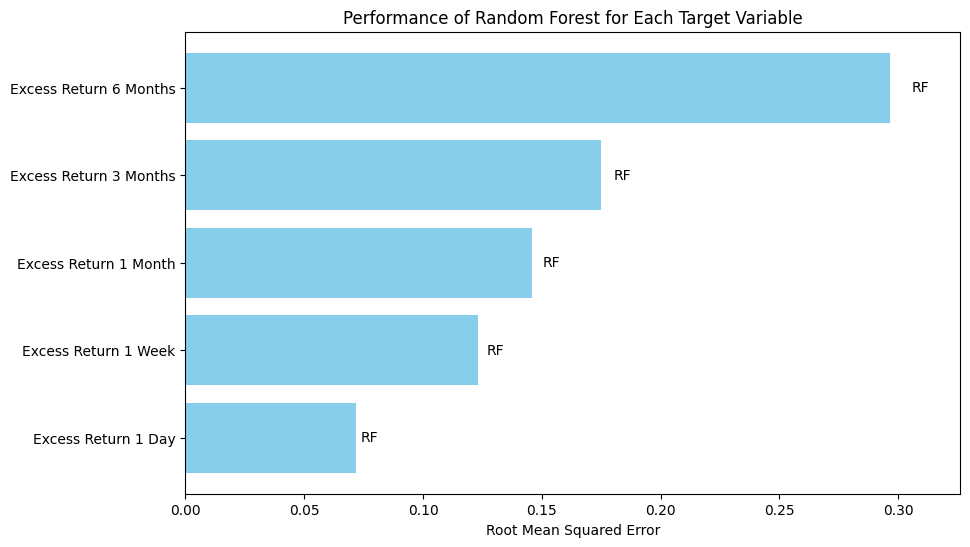 Performance of Random Forest for Each Target Variable
Excess Return 6 Months
RF
Excess Return 3 Months
RF
Excess Return 1 Month
RF
Excess Return 1 Week
RF
Excess Return 1 Day
RF
0.00 0.05 0.10 0.15 0.20 0.25 0.30
Root Mean Squared Error